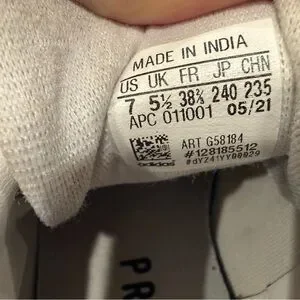 MADE IN INDIA
US UK FR JP CHN
7 5½ 38⅔ 240 235
APC 011001 05/21
ART G58184
#128185512
adidas
PR